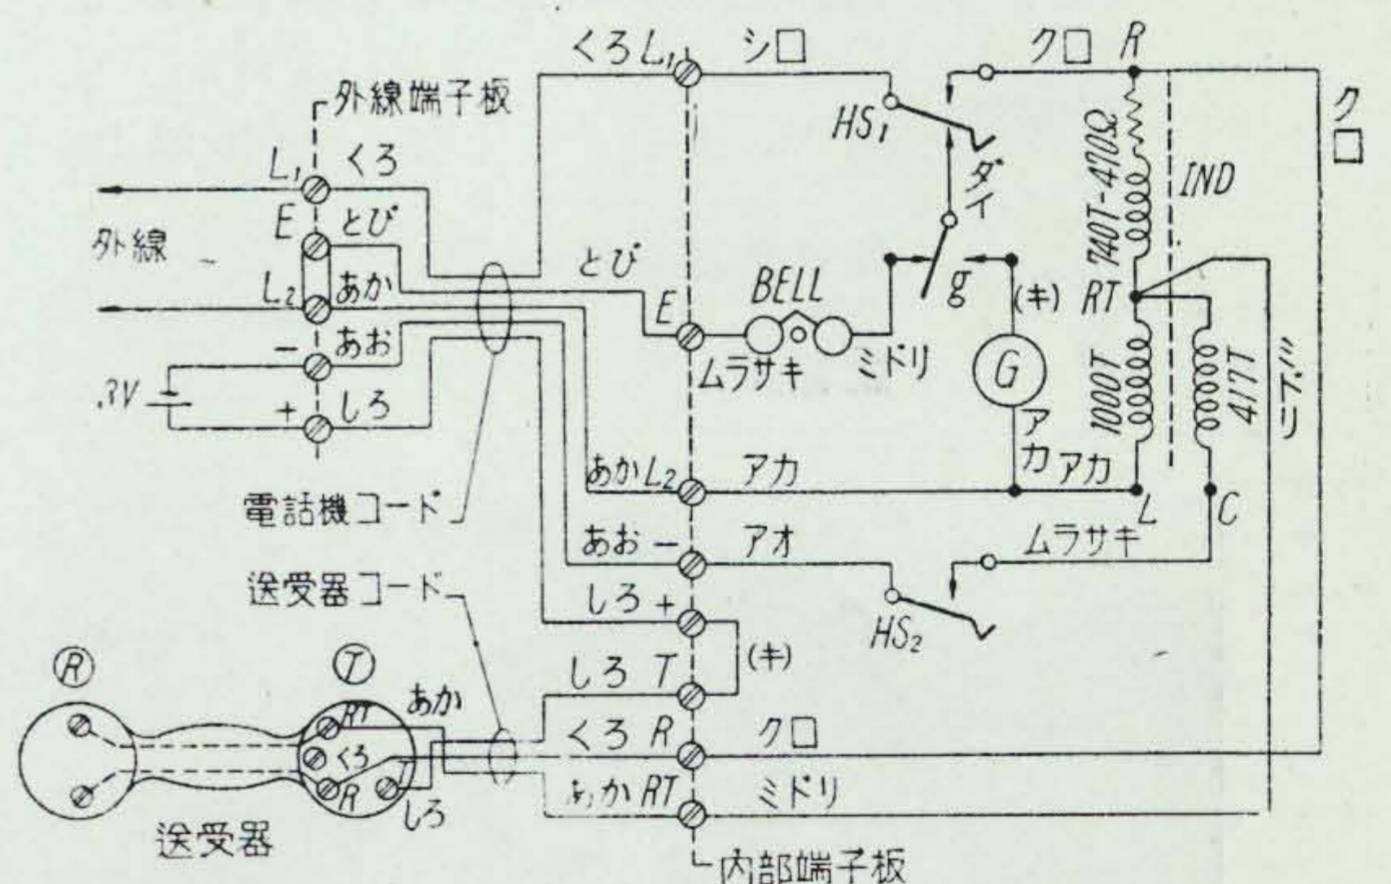 くろ L₁ シロ
クロ R
クロ
外線端子板
HS₁
ダイ
740T-470Ω
IND
L₁ くろ
E とび
外線
L₂ あか
とび
E BELL
ムラサキ ミドリ
g
(キ)
RT
G
アカ
1000T
417T
ミドリ
- あお
3V
+ しろ
あか L₂ アカ
アカ
L C
電話機コード
あお - アオ
ムラサキ
送受器コード
しろ +
HS₂
(キ)
しろ T
R T
RT あか
くろ
R T
しろ
くろ R クロ
あか RT ミドリ
送受器
内部端子板